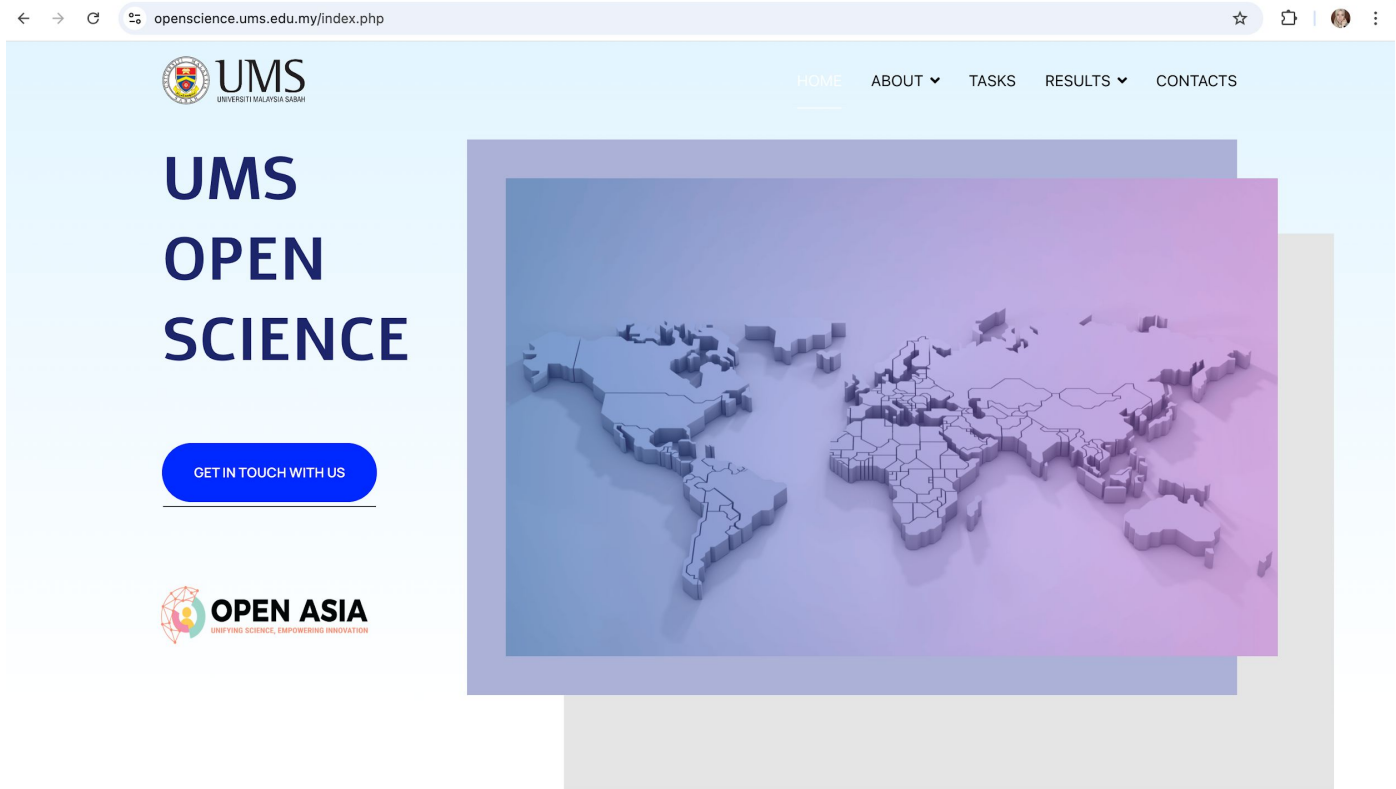 openscience.ums.edu.my/index.php
UMS
UNIVERSITI MALAYSIA SABAH
HOME
ABOUT
TASKS
RESULTS
CONTACTS
UMS
OPEN
SCIENCE
GET IN TOUCH WITH US
OPEN ASIA
UNIFYING SCIENCE, EMPOWERING INNOVATION